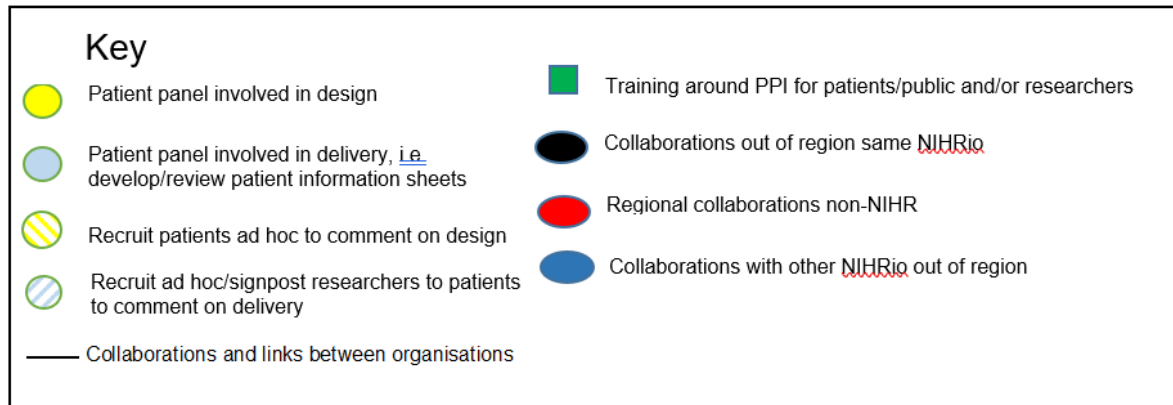 Key
Patient panel involved in design
Patient panel involved in delivery, i.e.
develop/review patient information sheets
Recruit patients ad hoc to comment on design
Recruit ad hoc/signpost researchers to patients
to comment on delivery
Collaborations and links between organisations
Training around PPI for patients/public and/or researchers
Collaborations out of region same NIHRio
Regional collaborations non-NIHR
Collaborations with other NIHRio out of region